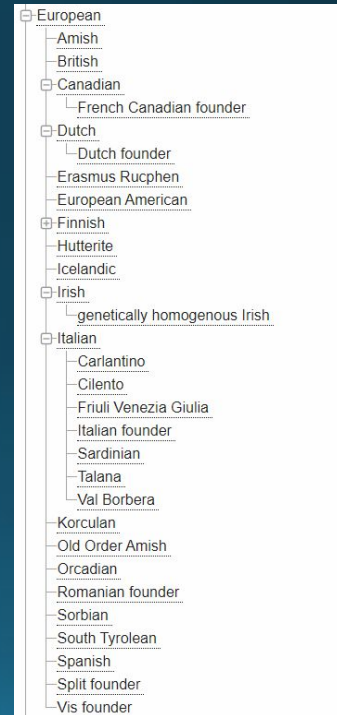 European
Amish
British
Canadian
French Canadian founder
Dutch
Dutch founder
Erasmus Rucphen
European American
Finnish
Hutterite
Icelandic
Irish
genetically homogenous Irish
Italian
Carlantino
Cilento
Friuli Venezia Giulia
Italian founder
Sardinian
Talana
Val Borbera
Korculan
Old Order Amish
Orcadian
Romanian founder
Sorbian
South Tyrolean
Spanish
Split founder
Vis founder